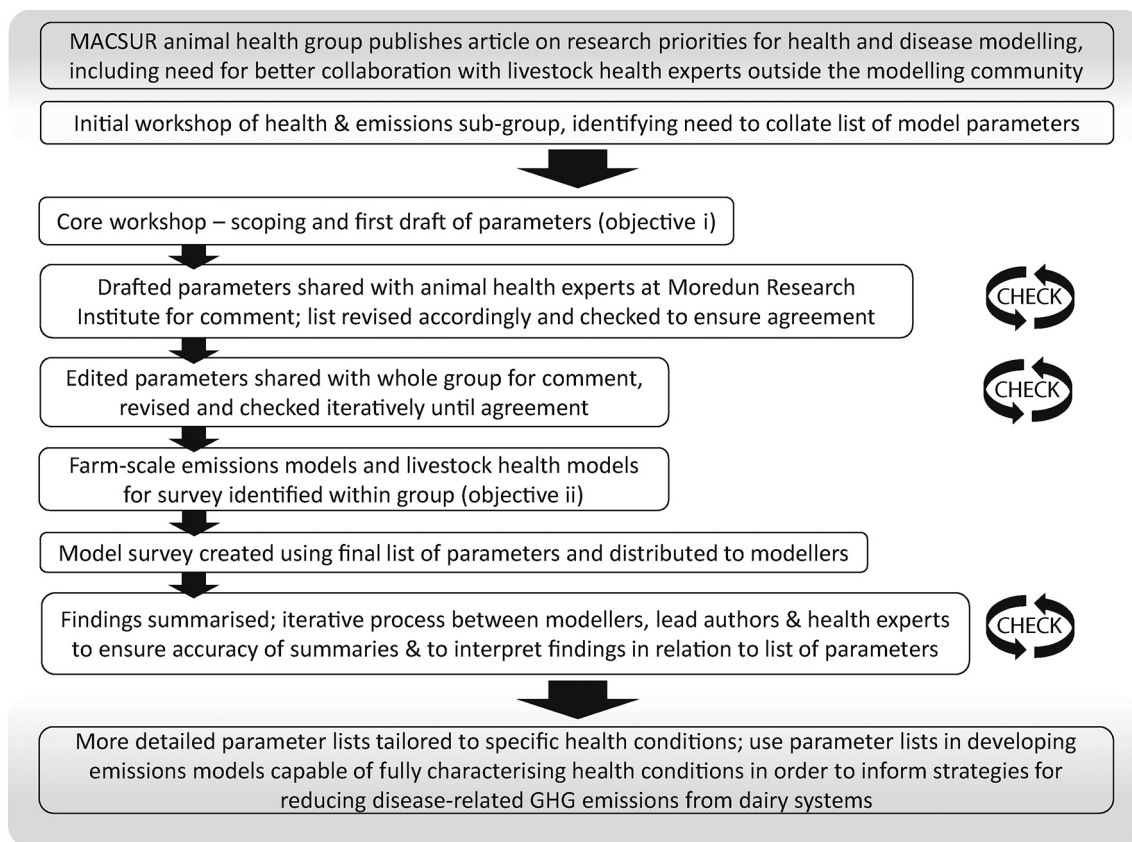 MACSUR animal health group publishes article on research priorities for health and disease modelling,
including need for better collaboration with livestock health experts outside the modelling community
Initial workshop of health & emissions sub-group, identifying need to collate list of model parameters
Core workshop – scoping and first draft of parameters (objective i)
Drafted parameters shared with animal health experts at Moredun Research
Institute for comment; list revised accordingly and checked to ensure agreement
CHECK
Edited parameters shared with whole group for comment,
revised and checked iteratively until agreement
CHECK
Farm-scale emissions models and livestock health models
for survey identified within group (objective ii)
Model survey created using final list of parameters and distributed to modellers
Findings summarised; iterative process between modellers, lead authors & health experts
to ensure accuracy of summaries & to interpret findings in relation to list of parameters
CHECK
More detailed parameter lists tailored to specific health conditions; use parameter lists in developing
emissions models capable of fully characterising health conditions in order to inform strategies for
reducing disease-related GHG emissions from dairy systems